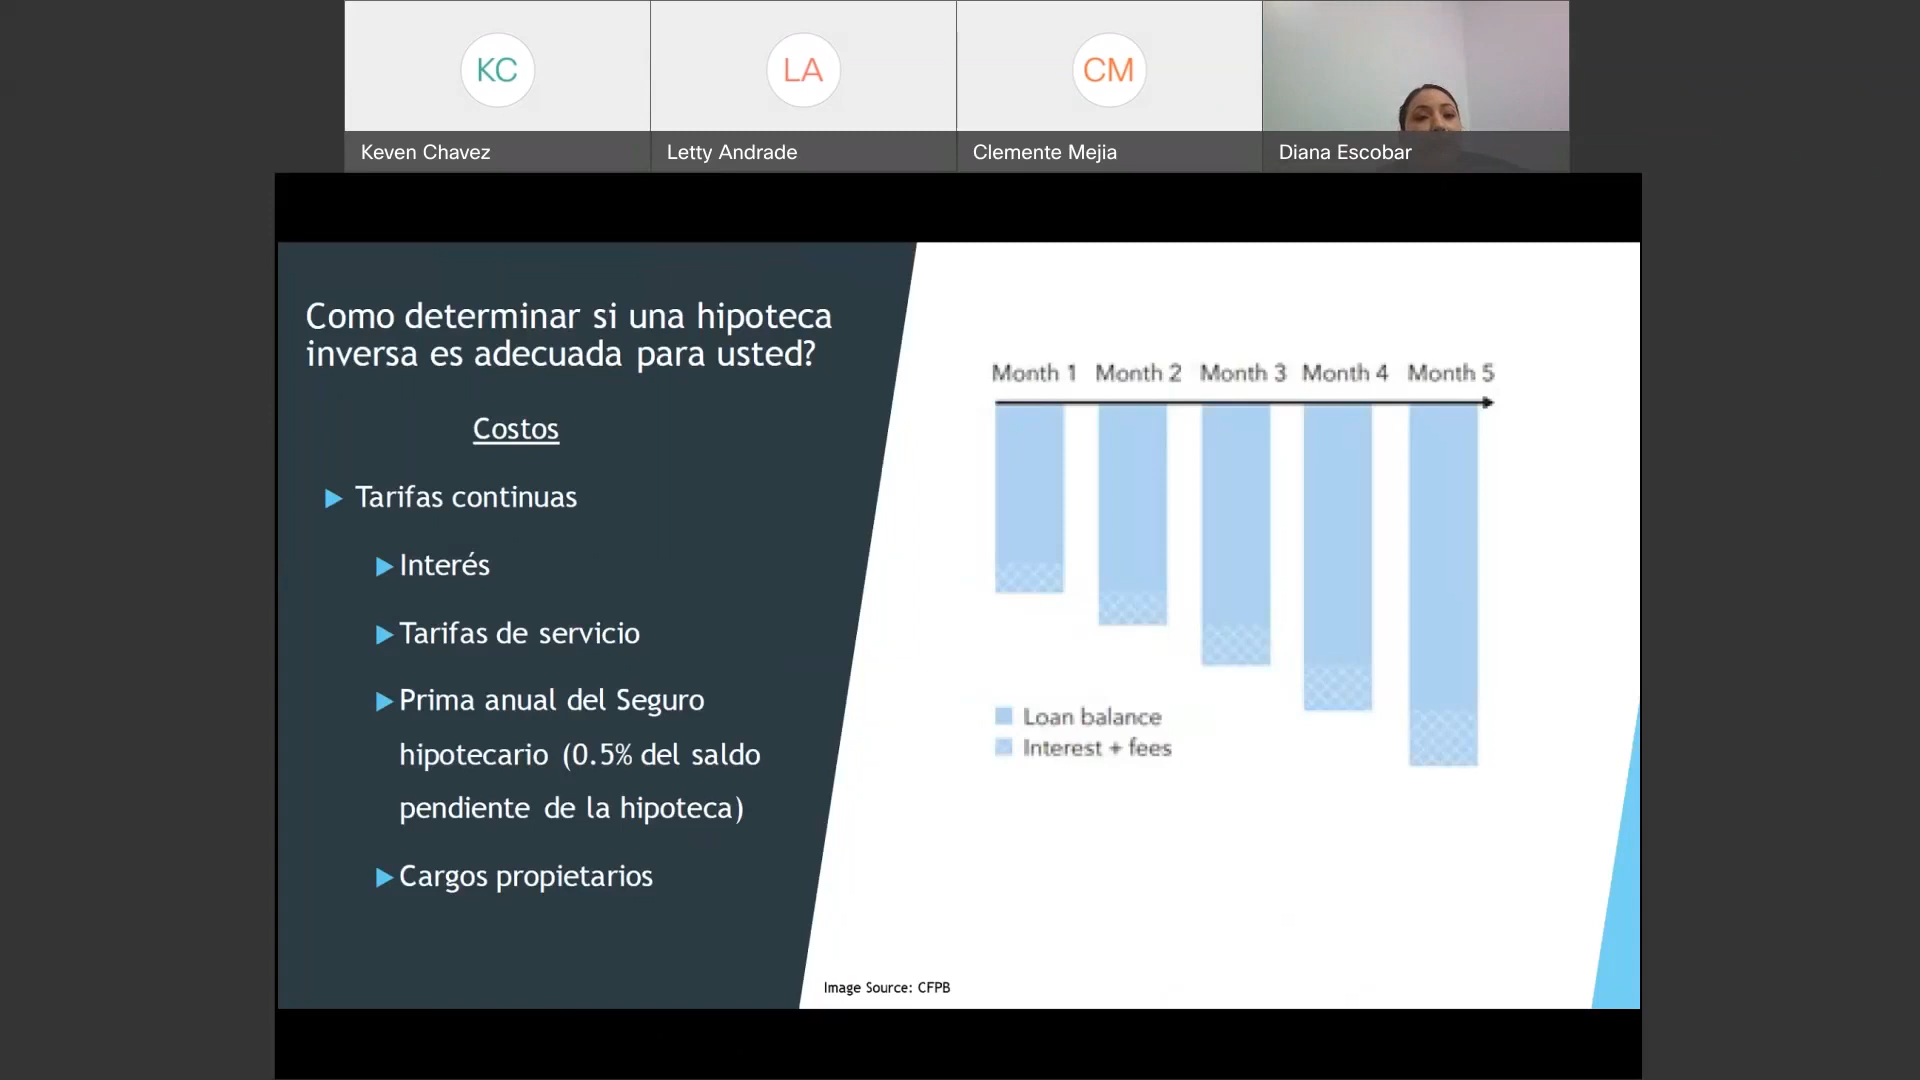 KC
LA
CM
Keven Chavez
Letty Andrade
Clemente Mejia
Diana Escobar
Como determinar si una hipoteca
inversa es adecuada para usted?
Costos
Tarifas continuas
Interés
Tarifas de servicio
Prima anual del Seguro
hipotecario (0.5% del saldo
pendiente de la hipoteca)
Cargos propietarios
Month 1 Month 2 Month 3 Month 4 Month 5
Loan balance
Interest + fees
Image Source: CFPB